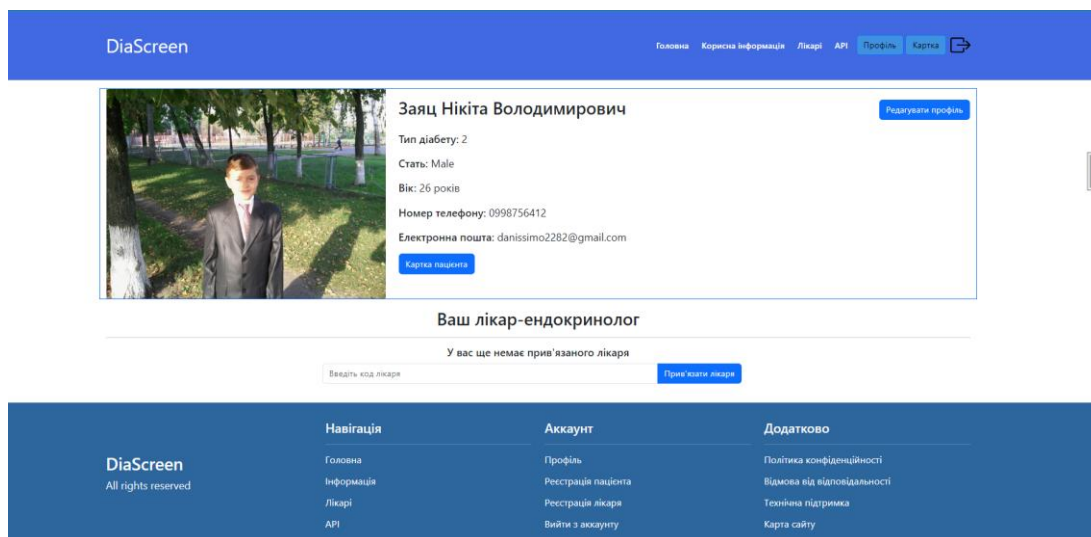 DiaScreen
Головна Корисна інформація Лікарі API Профіль Картка
Заяц Нікіта Володимирович
Редагувати профіль
Тип діабету: 2
Стать: Male
Вік: 26 років
Номер телефону: 0998756412
Електронна пошта: danissimo2282@gmail.com
Картка пацієнта
Ваш лікар-ендокринолог
У вас ще немає прив'язаного лікаря
Введіть код лікаря
Прив'язати лікаря
DiaScreen
All rights reserved
Навігація
Головна
Інформація
Лікарі
API
Аккаунт
Профіль
Реєстрація пацієнта
Реєстрація лікаря
Вийти з аккаунту
Додатково
Політика конфіденційності
Відмова від відповідальності
Технічна підтримка
Карта сайту